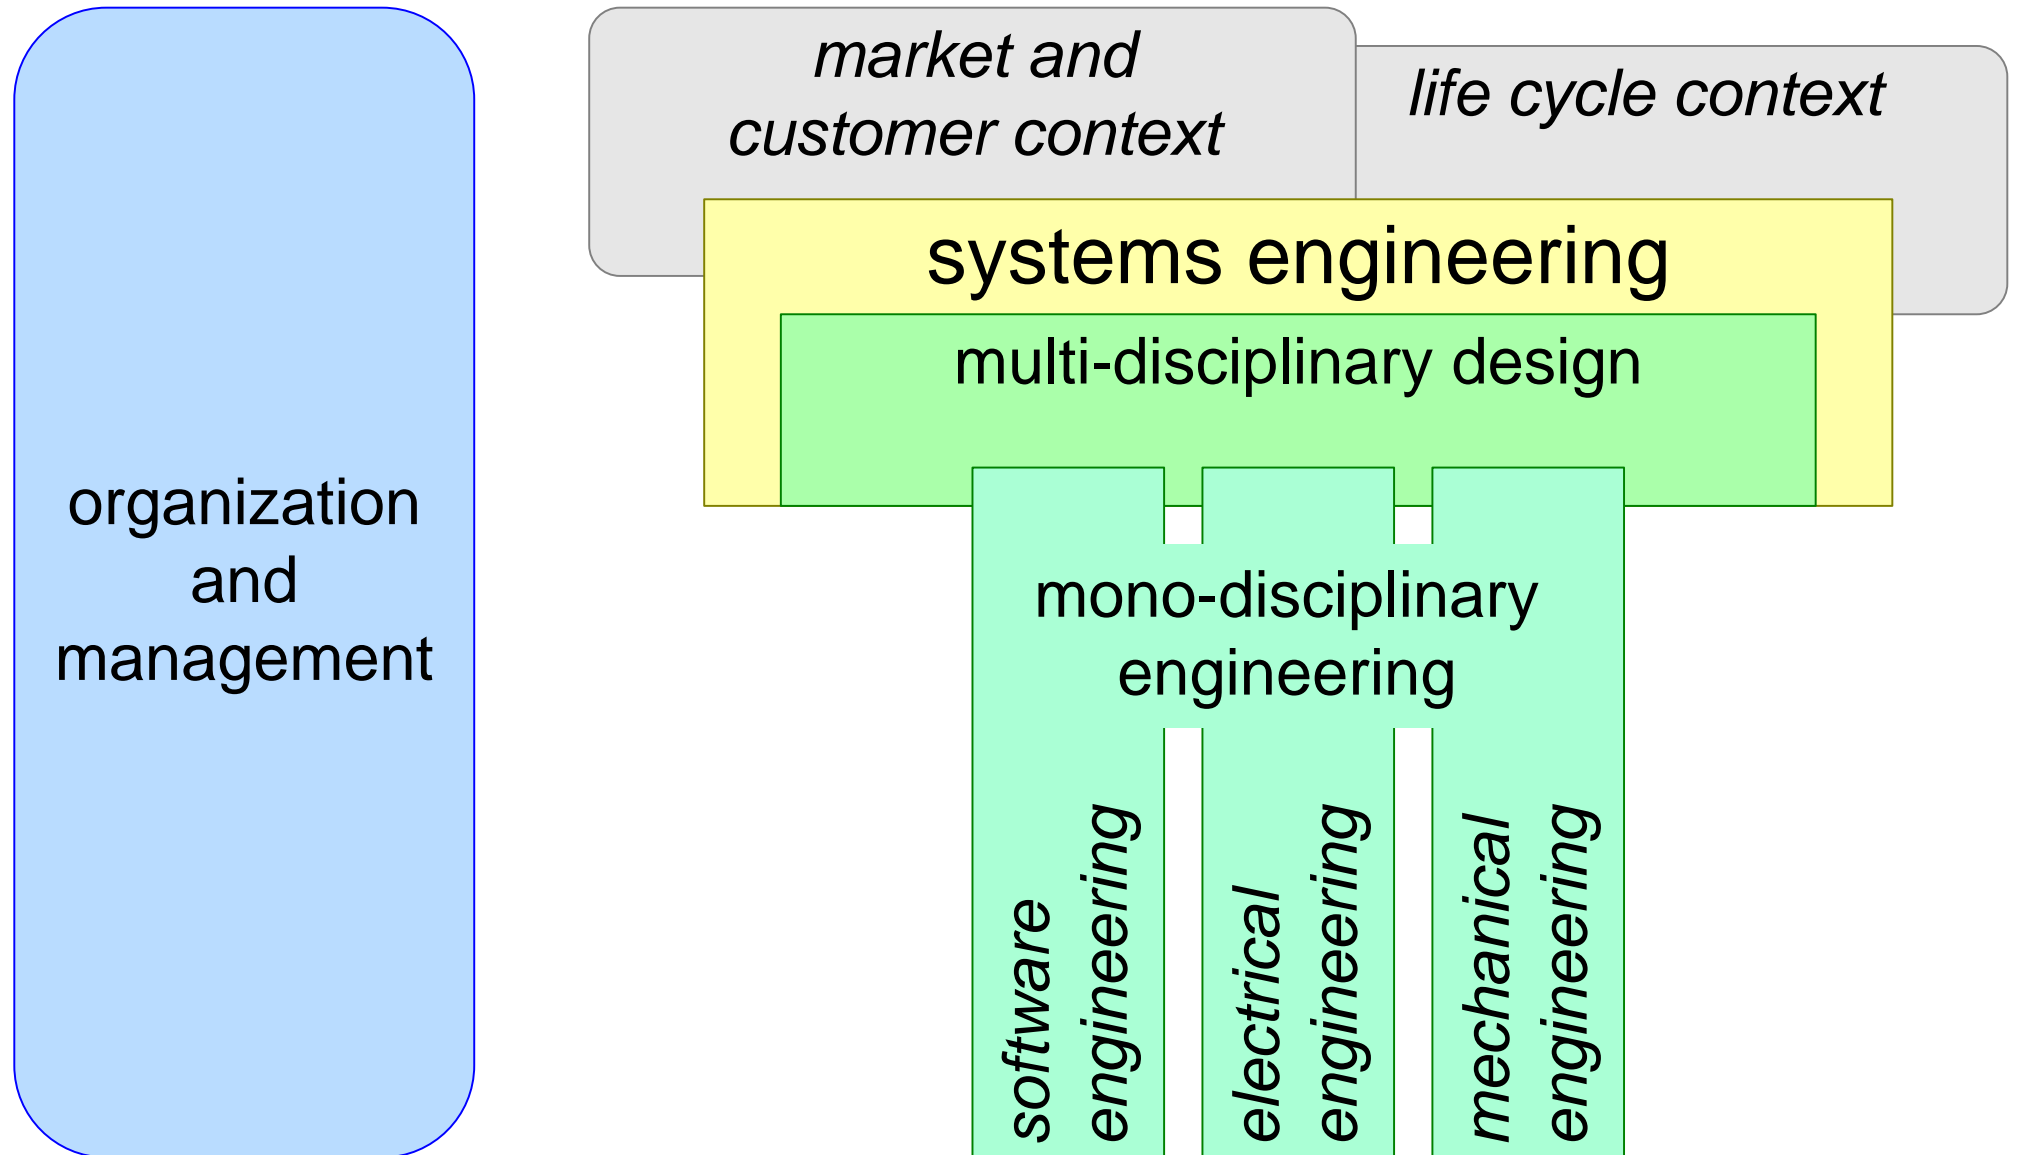 organization
and
management
market and
customer context
life cycle context
systems engineering
multi-disciplinary design
mono-disciplinary
engineering
software
engineering
electrical
engineering
mechanical
engineering